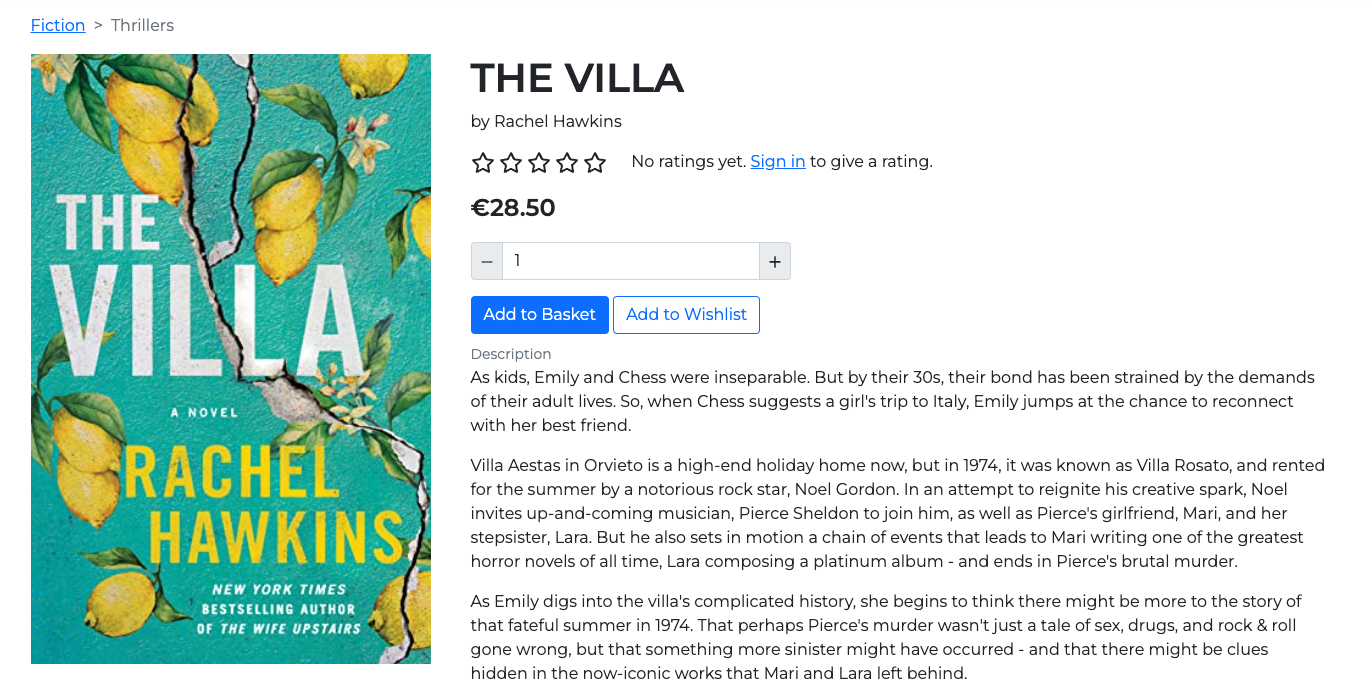 Fiction > Thrillers
THE
VILLA
A NOVEL
RACHEL
HAWKINS
NEW YORK TIMES
BESTSELLING AUTHOR
OF THE WIFE UPSTAIRS
THE VILLA
by Rachel Hawkins
No ratings yet. Sign in to give a rating.
€28.50
− 1 +
Add to Basket Add to Wishlist
Description
As kids, Emily and Chess were inseparable. But by their 30s, their bond has been strained by the demands
of their adult lives. So, when Chess suggests a girl's trip to Italy, Emily jumps at the chance to reconnect
with her best friend.
Villa Aestas in Orvieto is a high-end holiday home now, but in 1974, it was known as Villa Rosato, and rented
for the summer by a notorious rock star, Noel Gordon. In an attempt to reignite his creative spark, Noel
invites up-and-coming musician, Pierce Sheldon to join him, as well as Pierce's girlfriend, Mari, and her
stepsister, Lara. But he also sets in motion a chain of events that leads to Mari writing one of the greatest
horror novels of all time, Lara composing a platinum album - and ends in Pierce's brutal murder.
As Emily digs into the villa's complicated history, she begins to think there might be more to the story of
that fateful summer in 1974. That perhaps Pierce's murder wasn't just a tale of sex, drugs, and rock & roll
gone wrong, but that something more sinister might have occurred - and that there might be clues
hidden in the now-iconic works that Mari and Lara left behind.